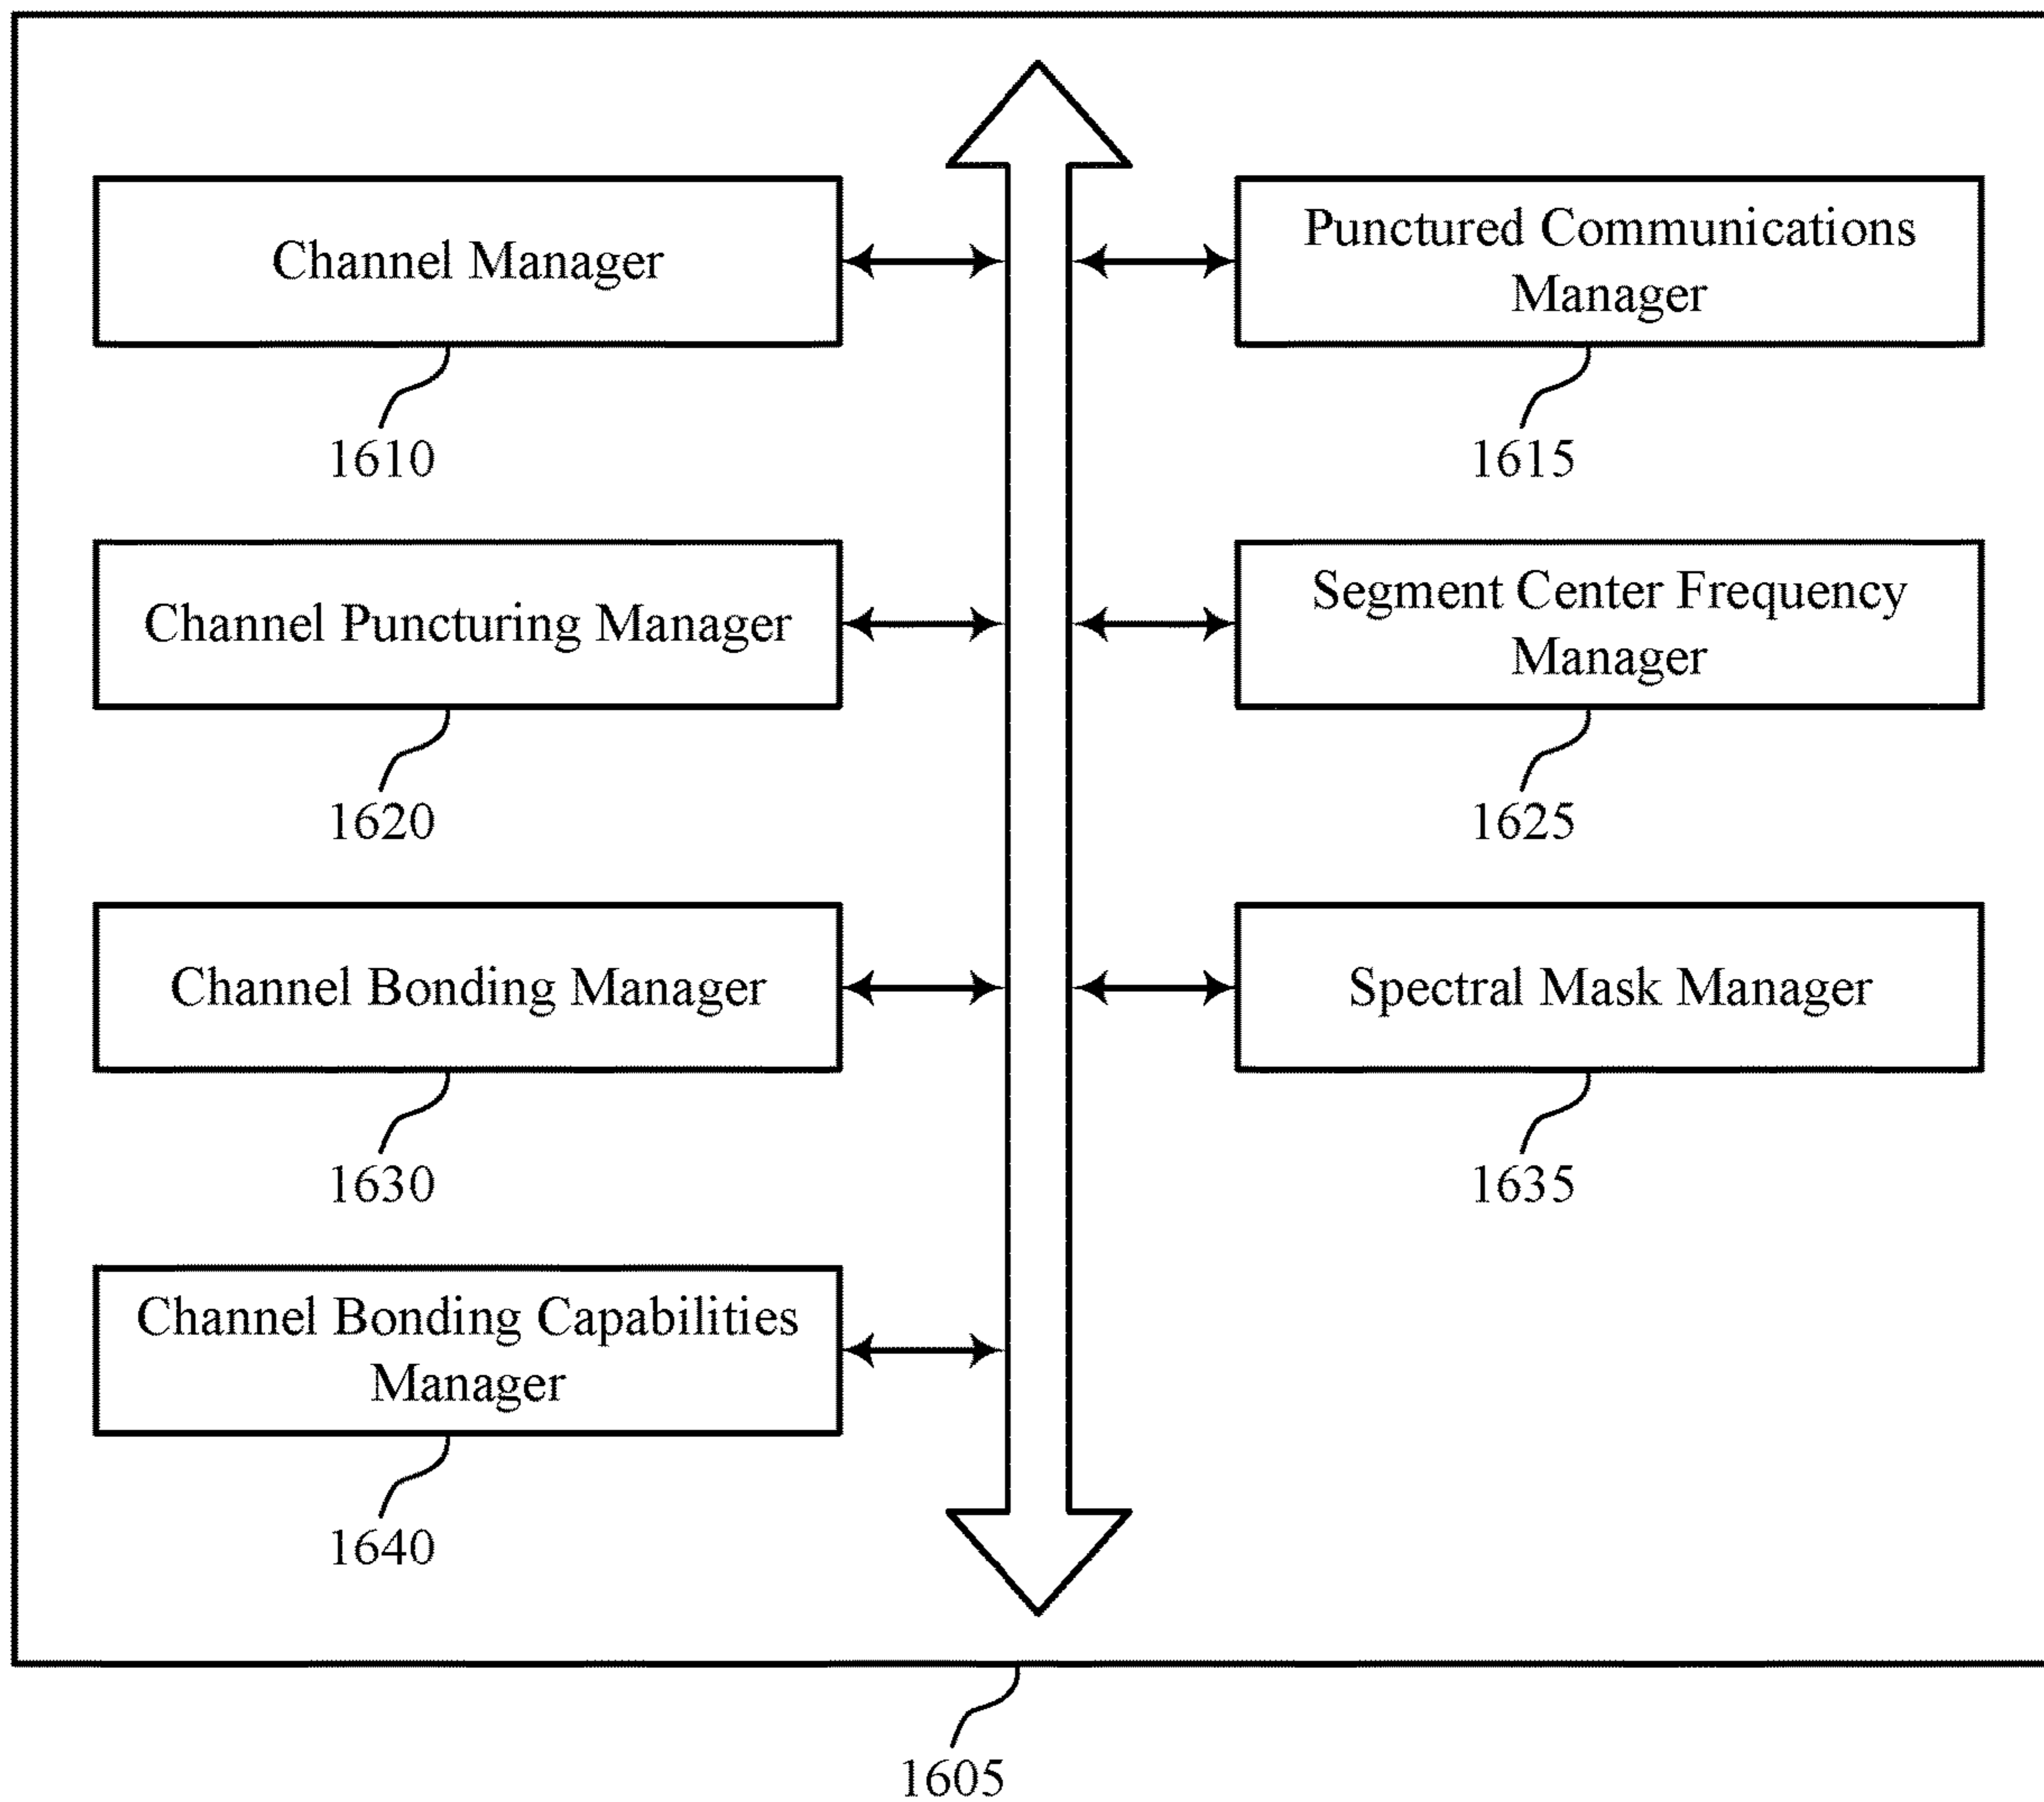 Channel Manager
1610
Punctured Communications
Manager
1615
Channel Puncturing Manager
1620
Segment Center Frequency
Manager
1625
Channel Bonding Manager
1630
Spectral Mask Manager
1635
Channel Bonding Capabilities
Manager
1640
1605